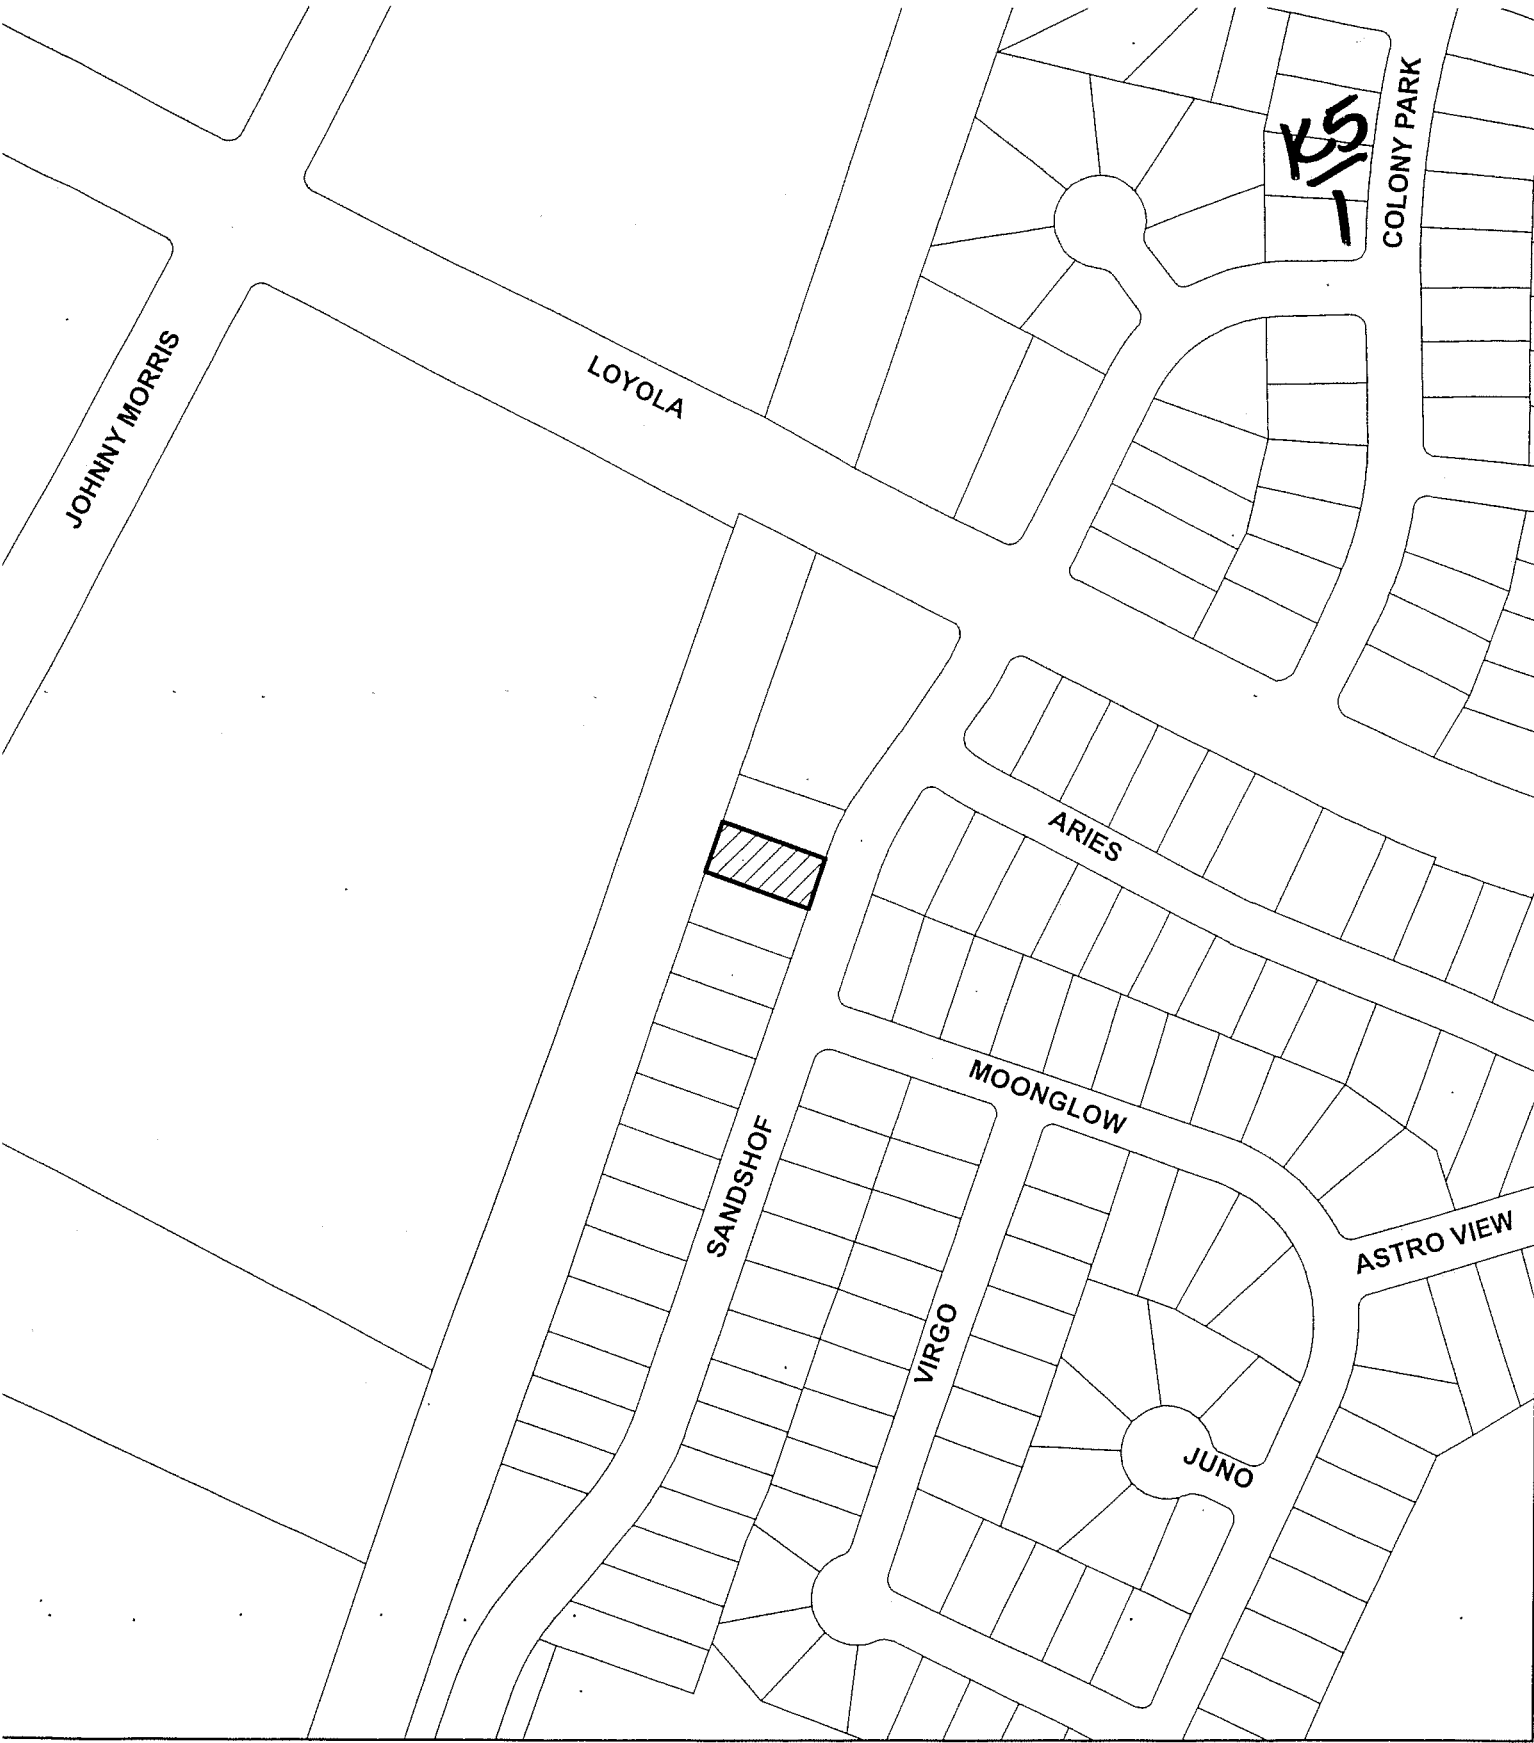 K5
1
COLONY PARK
JOHNNY MORRIS
LOYOLA
ARIES
MOONGLOW
SANDSHOF
ASTRO VIEW
VIRGO
JUNO